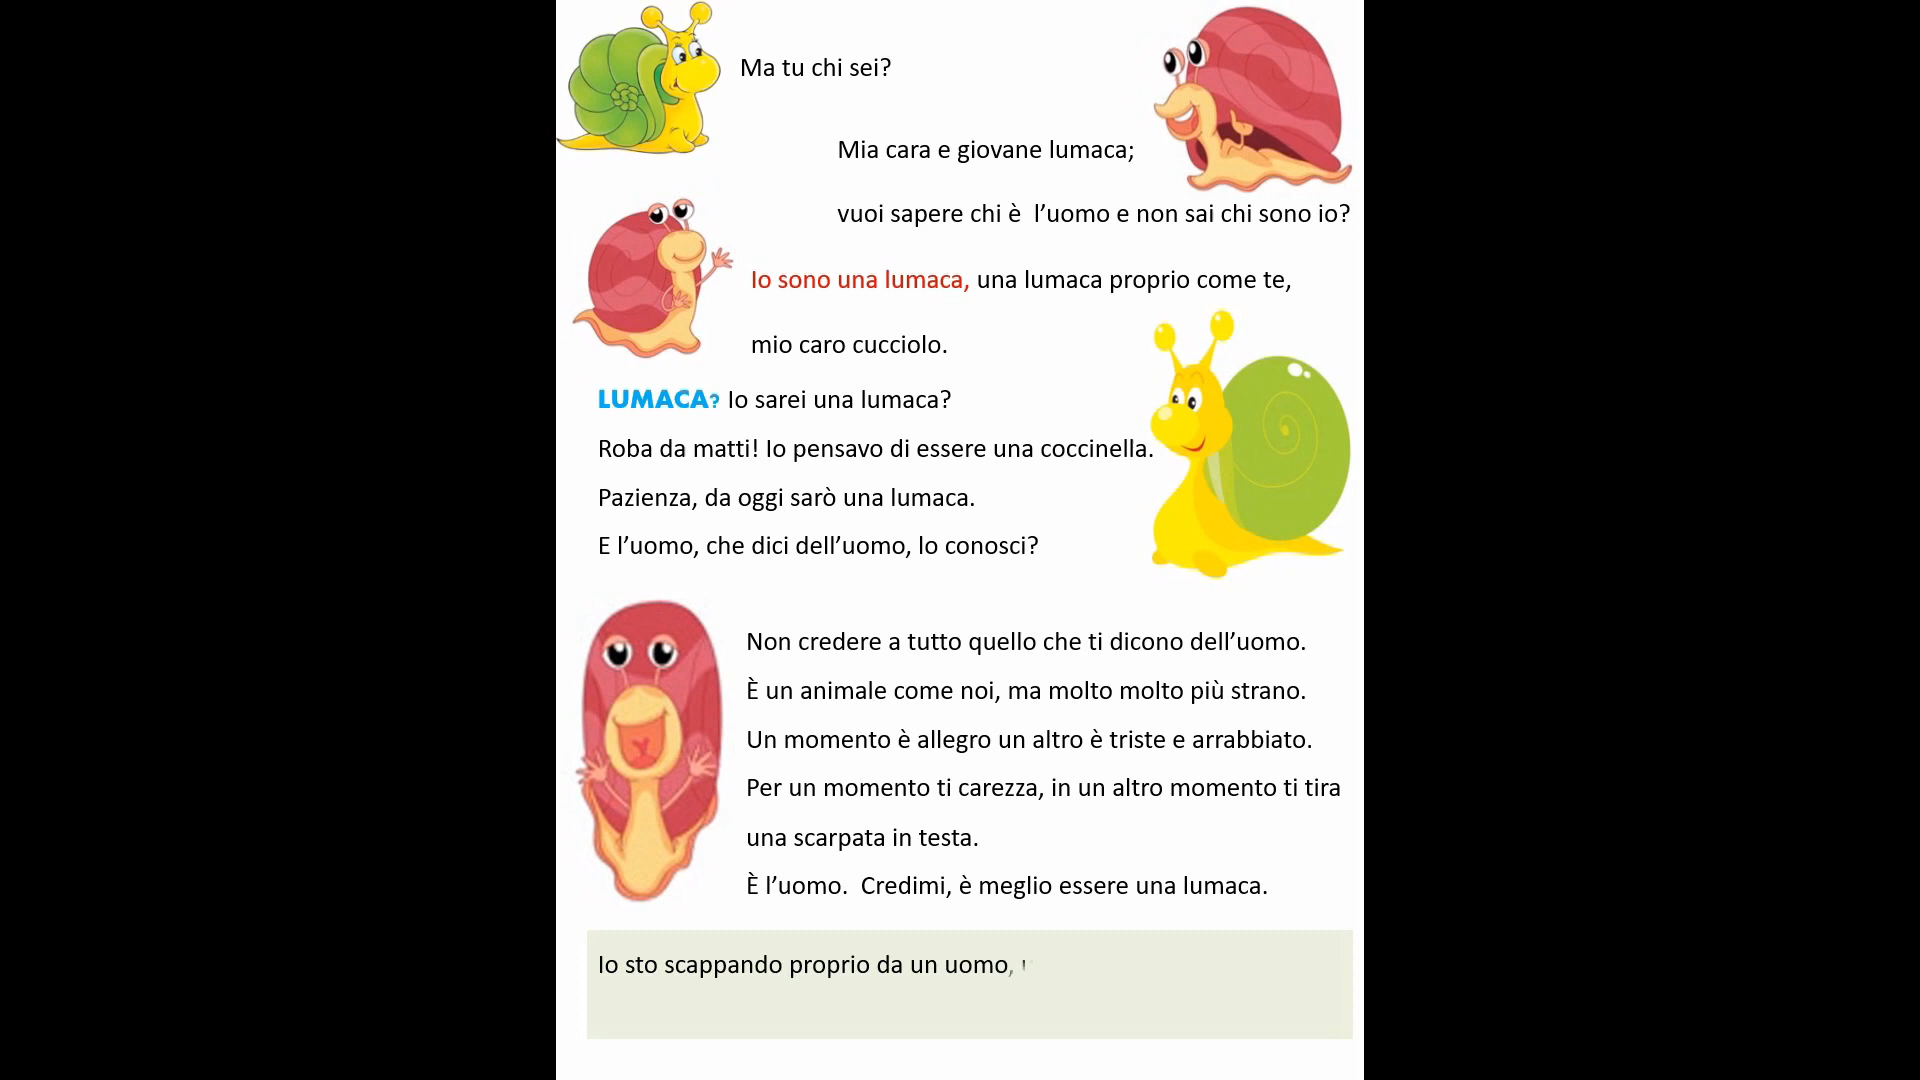 Ma tu chi sei?
Mia cara e giovane lumaca;
vuoi sapere chi è l’uomo e non sai chi sono io?
Io sono una lumaca, una lumaca proprio come te,
mio caro cucciolo.
LUMACA? Io sarei una lumaca?
Roba da matti! Io pensavo di essere una coccinella.
Pazienza, da oggi sarò una lumaca.
E l’uomo, che dici dell’uomo, lo conosci?
Non credere a tutto quello che ti dicono dell’uomo.
È un animale come noi, ma molto molto più strano.
Un momento è allegro un altro è triste e arrabbiato.
Per un momento ti carezza, in un altro momento ti tira
una scarpata in testa.
È l’uomo. Credimi, è meglio essere una lumaca.
Io sto scappando proprio da un uomo,